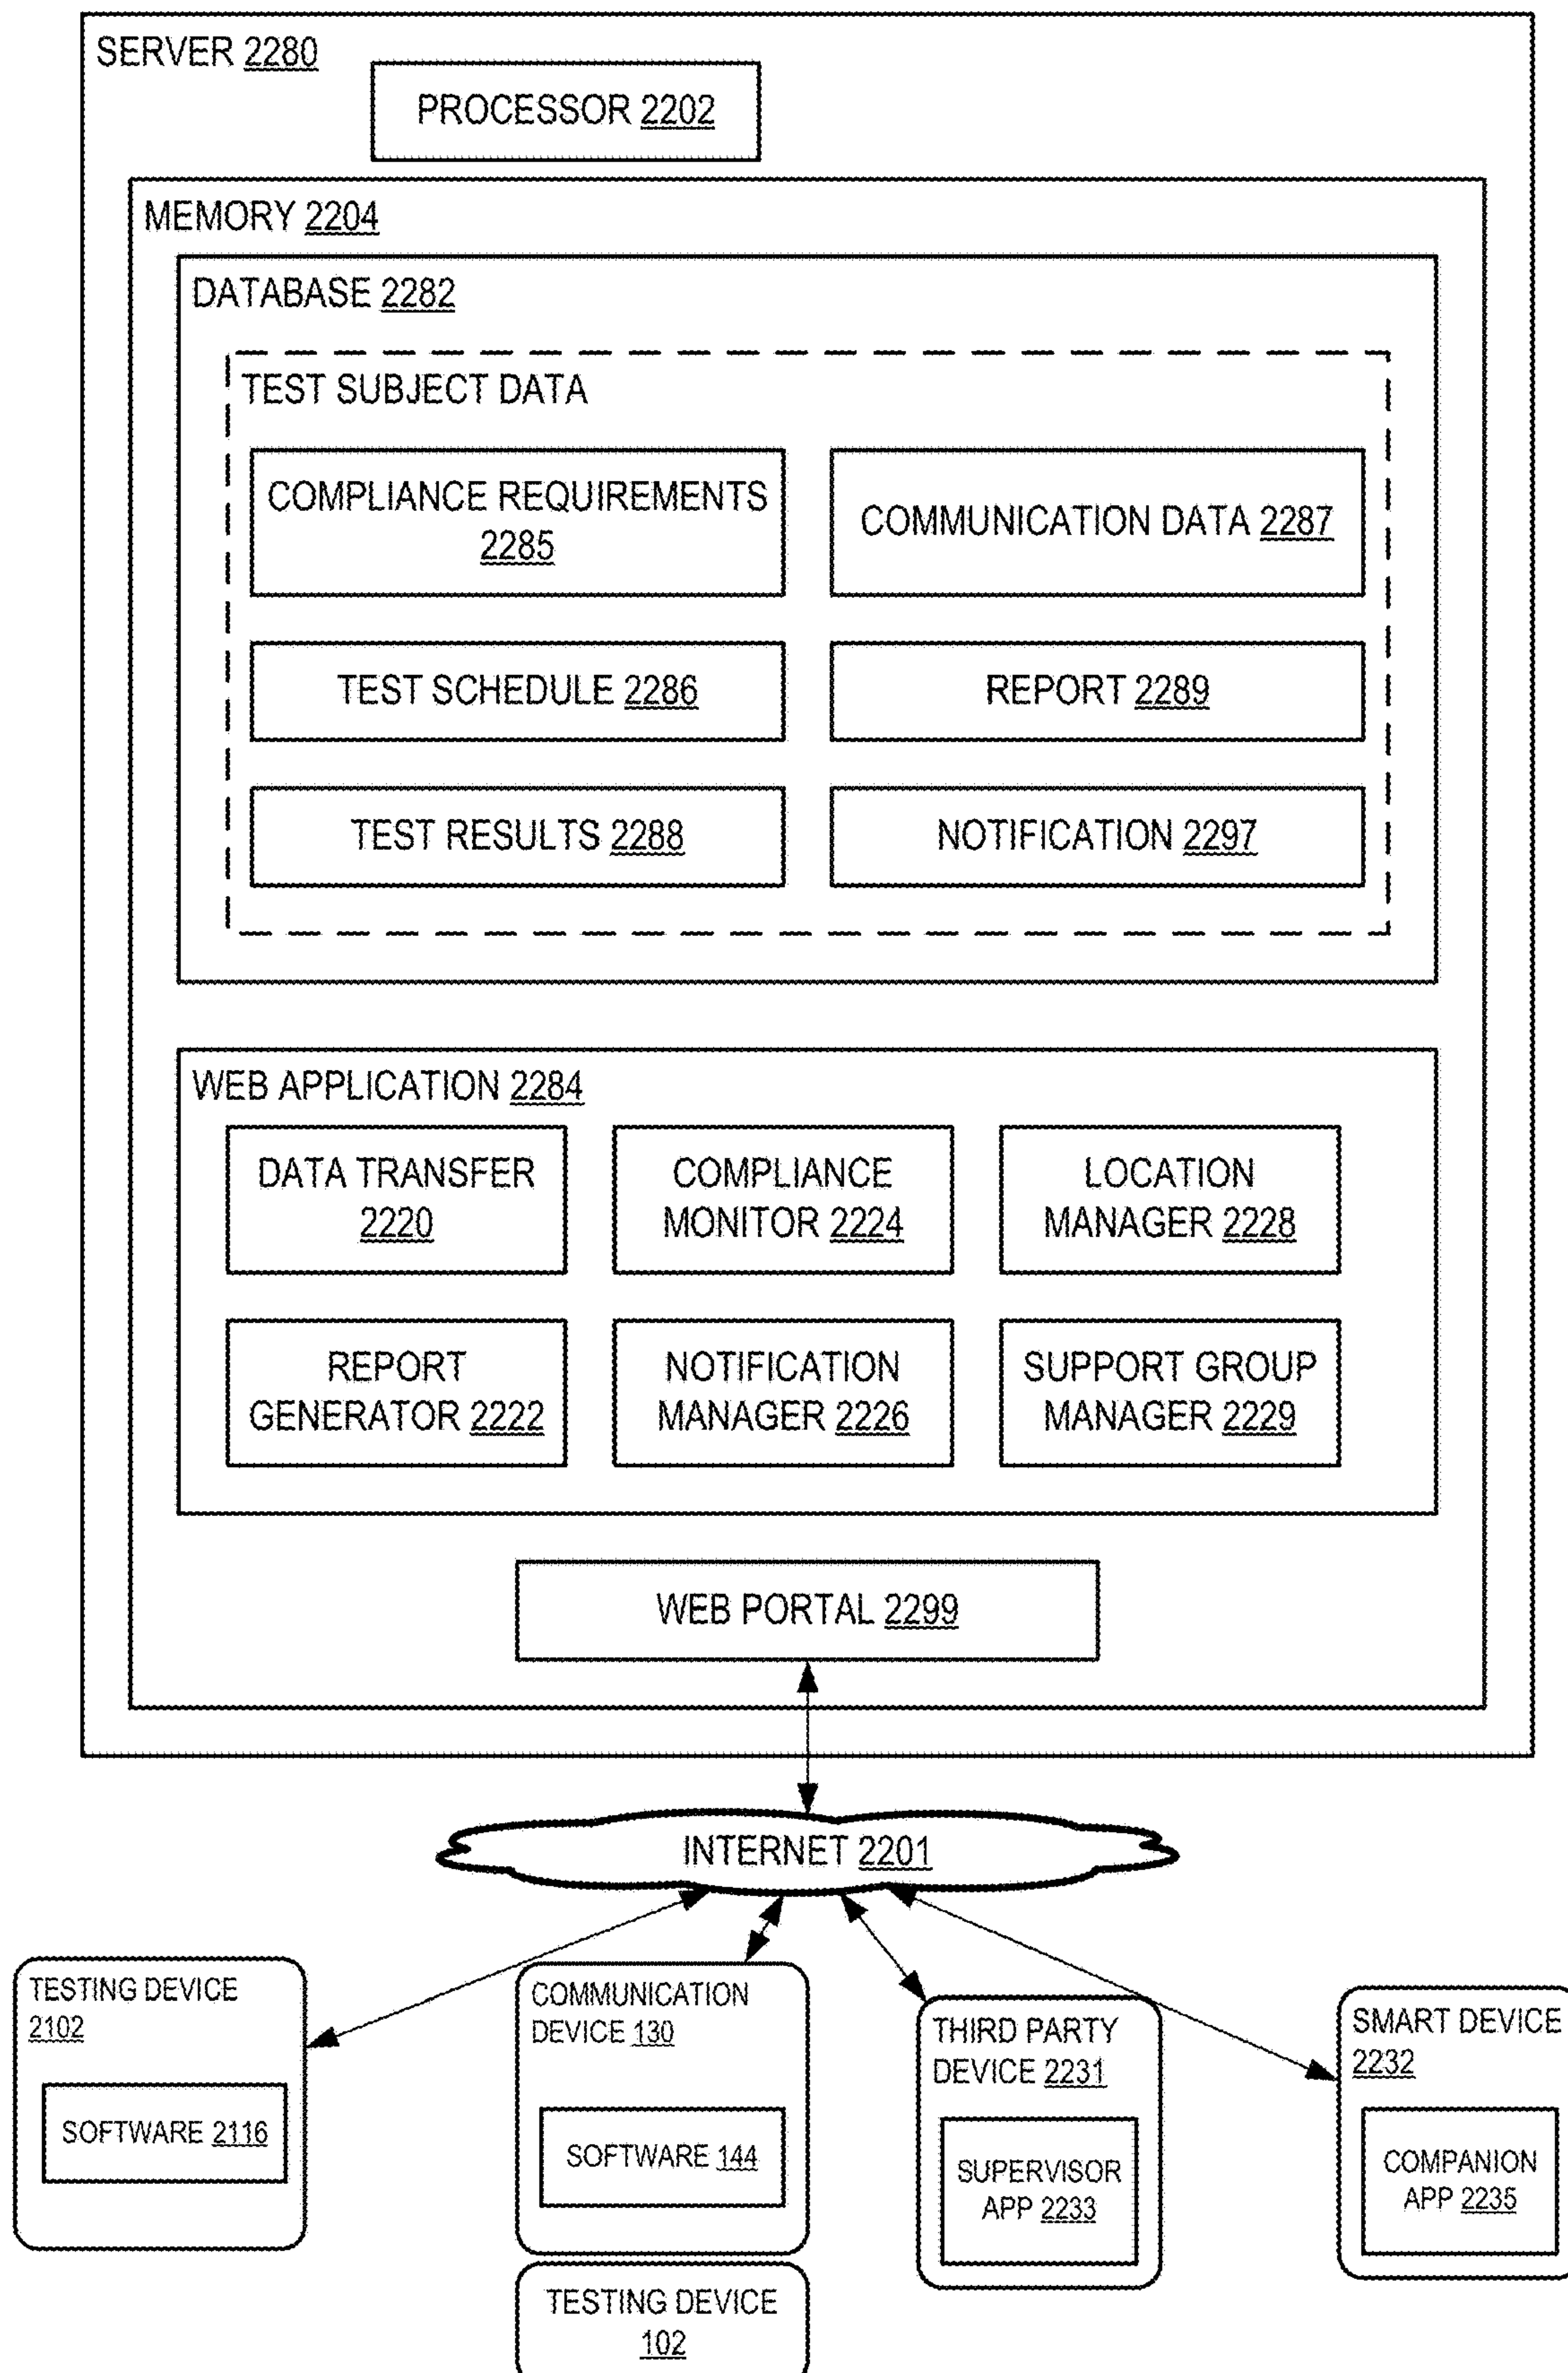 SERVER 2280
PROCESSOR 2202
MEMORY 2204
DATABASE 2282
TEST SUBJECT DATA
COMPLIANCE REQUIREMENTS
2285
COMMUNICATION DATA 2287
TEST SCHEDULE 2286
REPORT 2289
TEST RESULTS 2288
NOTIFICATION 2297
WEB APPLICATION 2284
DATA TRANSFER
2220
COMPLIANCE
MONITOR 2224
LOCATION
MANAGER 2228
REPORT
GENERATOR 2222
NOTIFICATION
MANAGER 2226
SUPPORT GROUP
MANAGER 2229
WEB PORTAL 2299
INTERNET 2201
TESTING DEVICE
2102
SOFTWARE 2116
COMMUNICATION
DEVICE 130
SOFTWARE 144
TESTING DEVICE
102
THIRD PARTY
DEVICE 2231
SUPERVISOR
APP 2233
SMART DEVICE
2232
COMPANION
APP 2235